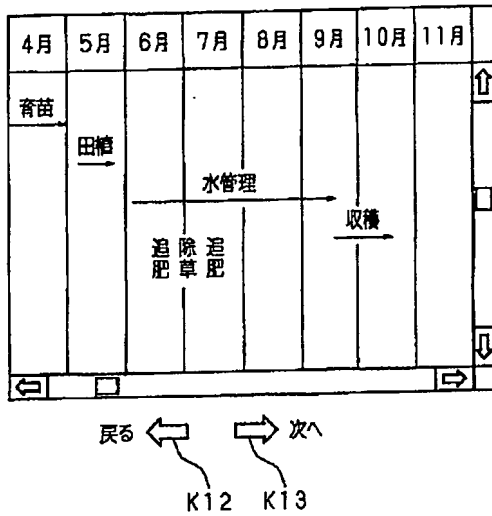 4月 5月 6月 7月 8月 9月 10月 11月
育苗
田植
水管理
収穫
追肥 除草 追肥
戻る 次へ
K12 K13